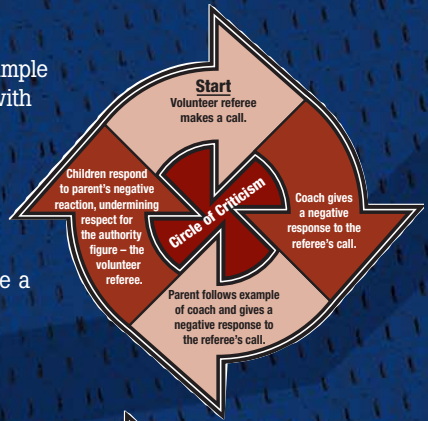 mple
with
e a
Start
Volunteer referee
makes a call.
Coach gives
a negative
response to the
referee's call.
Parent follows example
of coach and gives a
negative response to
the referee's call.
Children respond
to parent's negative
reaction, undermining
respect for
the authority
figure – the
volunteer
referee.
Circle of Criticism